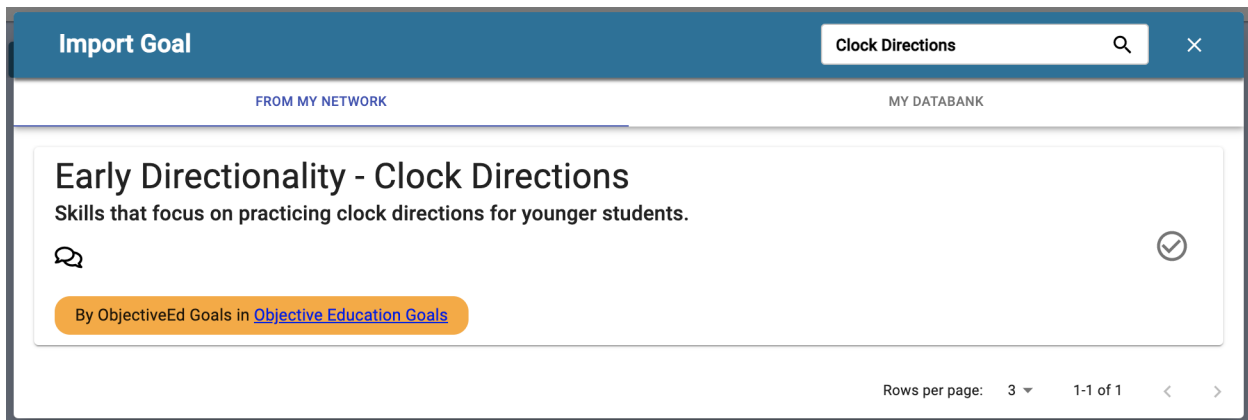 Import Goal
Clock Directions
FROM MY NETWORK
MY DATABANK
Early Directionality - Clock Directions
Skills that focus on practicing clock directions for younger students.
By ObjectiveEd Goals in Objective Education Goals
Rows per page: 3 1-1 of 1